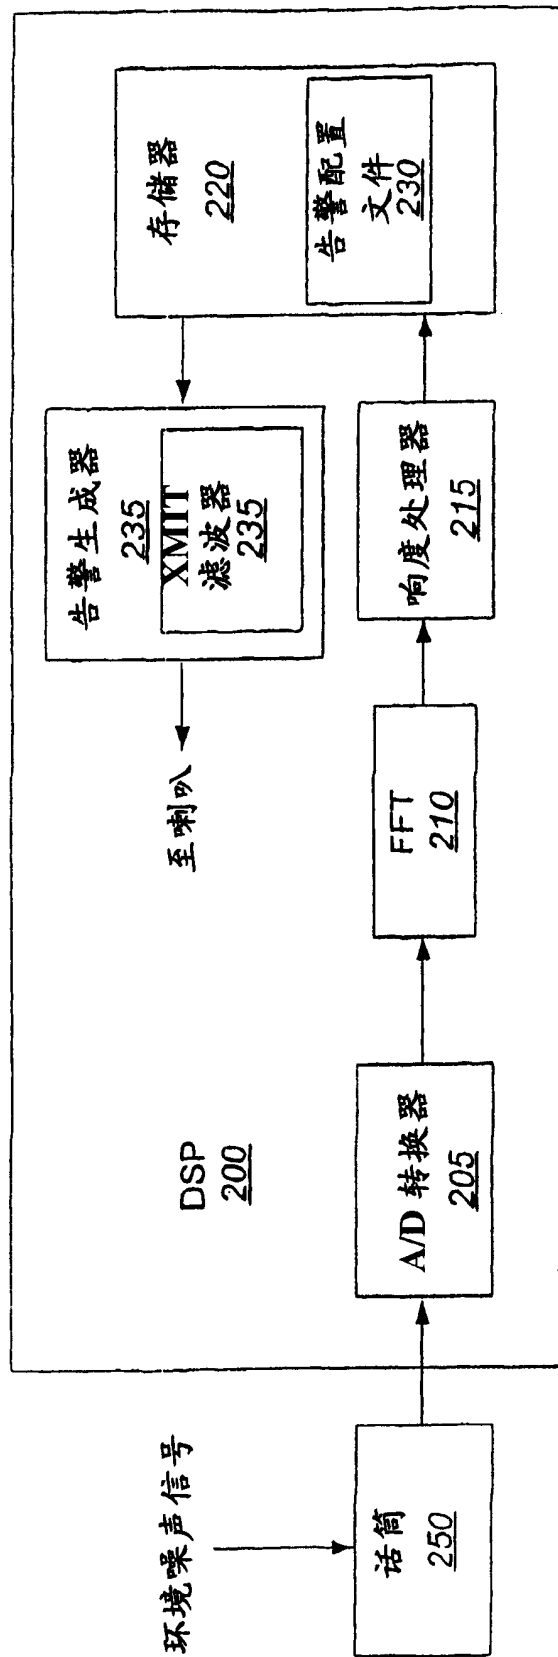 环境噪声信号
话筒
250
DSP
200
A/D 转换器
205
FFT
210
响度处理器
215
存储器
220
告警配置
文件
230
告警生成器
235
XMIT
滤波器
235
至喇叭